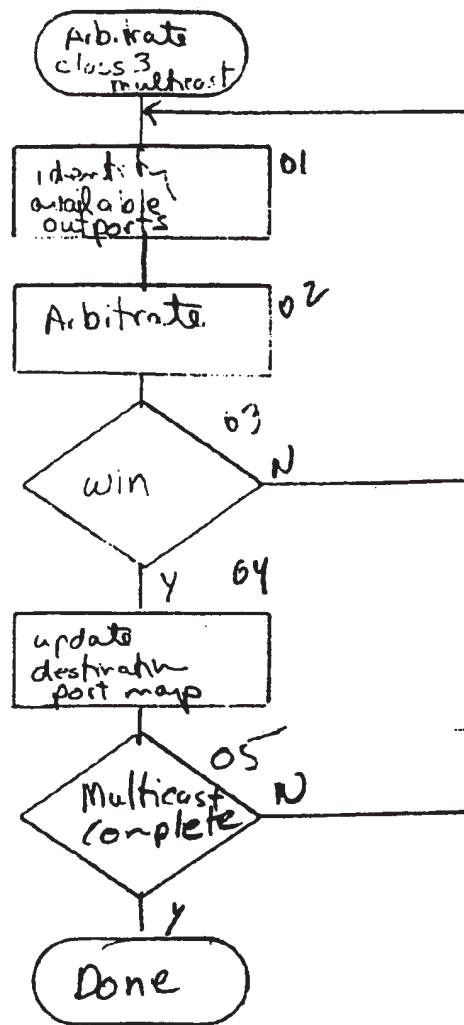 Arbitrate
class 3
multicast
01
identify
available
outports
02
Arbitrate
03
win
N
Y
04
update
destination
port map
05
Multicast
complete
N
Y
Done